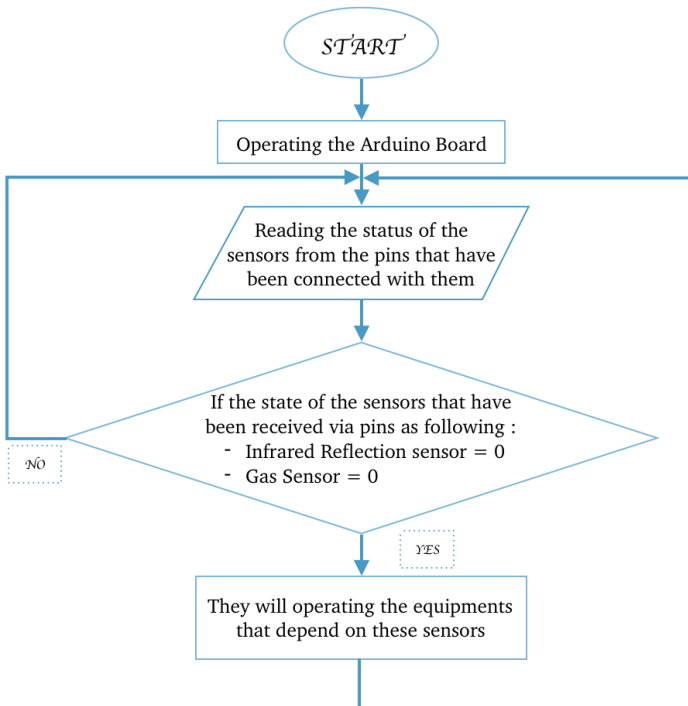 START
Operating the Arduino Board
Reading the status of the
sensors from the pins that have
been connected with them
If the state of the sensors that have
been received via pins as following :
- Infrared Reflection sensor = 0
- Gas Sensor = 0
NO
YES
They will operating the equipments
that depend on these sensors